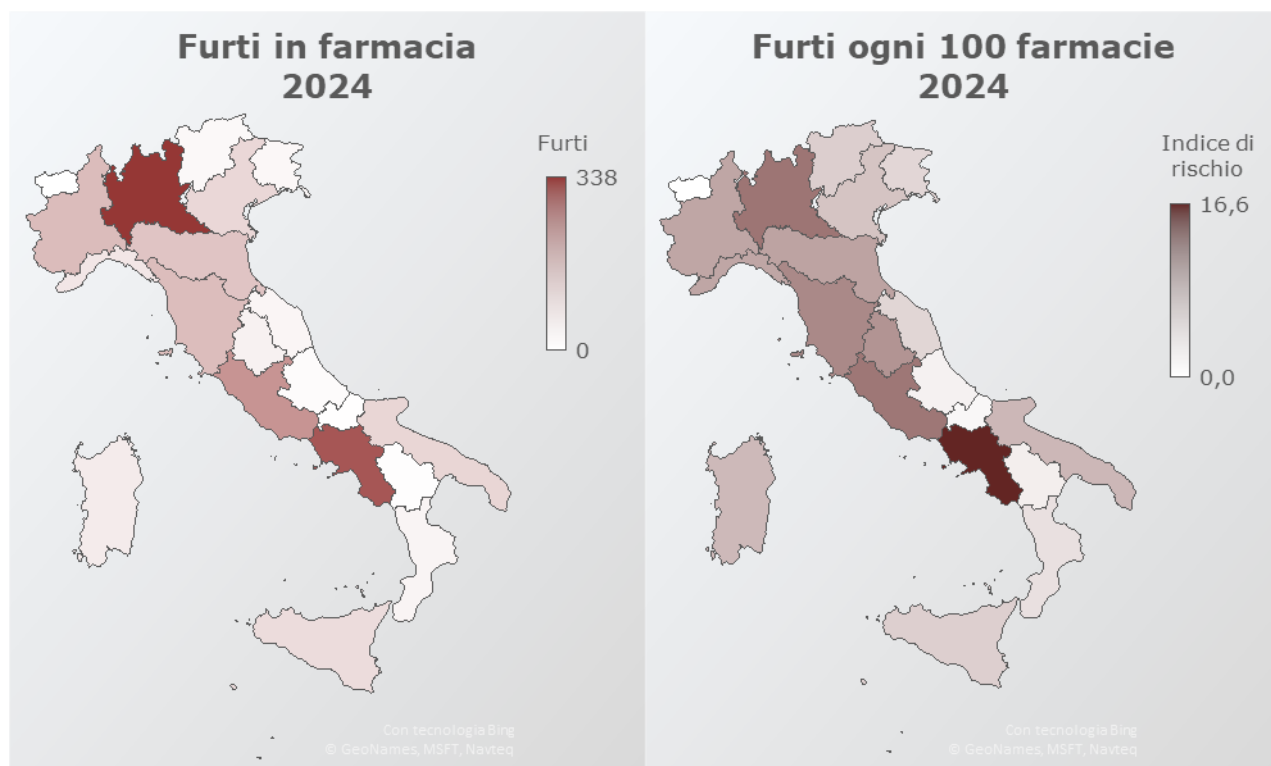 Furti in farmacia
2024
Furti
338
0
Con tecnologia Bing
© GeoNames, MSFT, Navteq
Furti ogni 100 farmacie
2024
Indice di
rischio
16,6
0,0
Con tecnologia Bing
© GeoNames, MSFT, Navteq